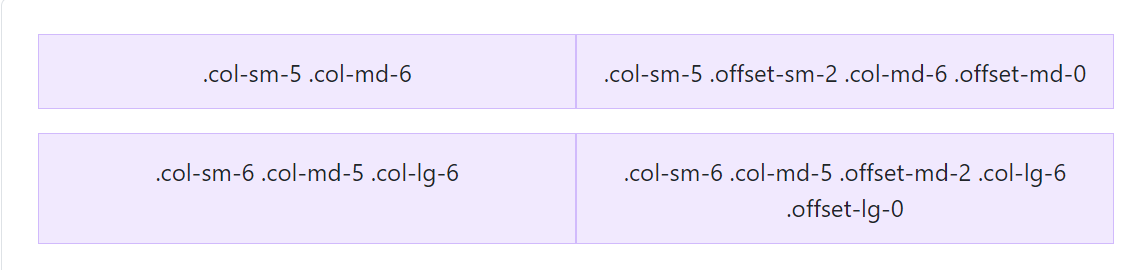 .col-sm-5 .col-md-6
.col-sm-5 .offset-sm-2 .col-md-6 .offset-md-0
.col-sm-6 .col-md-5 .col-lg-6
.col-sm-6 .col-md-5 .offset-md-2 .col-lg-6
.offset-lg-0